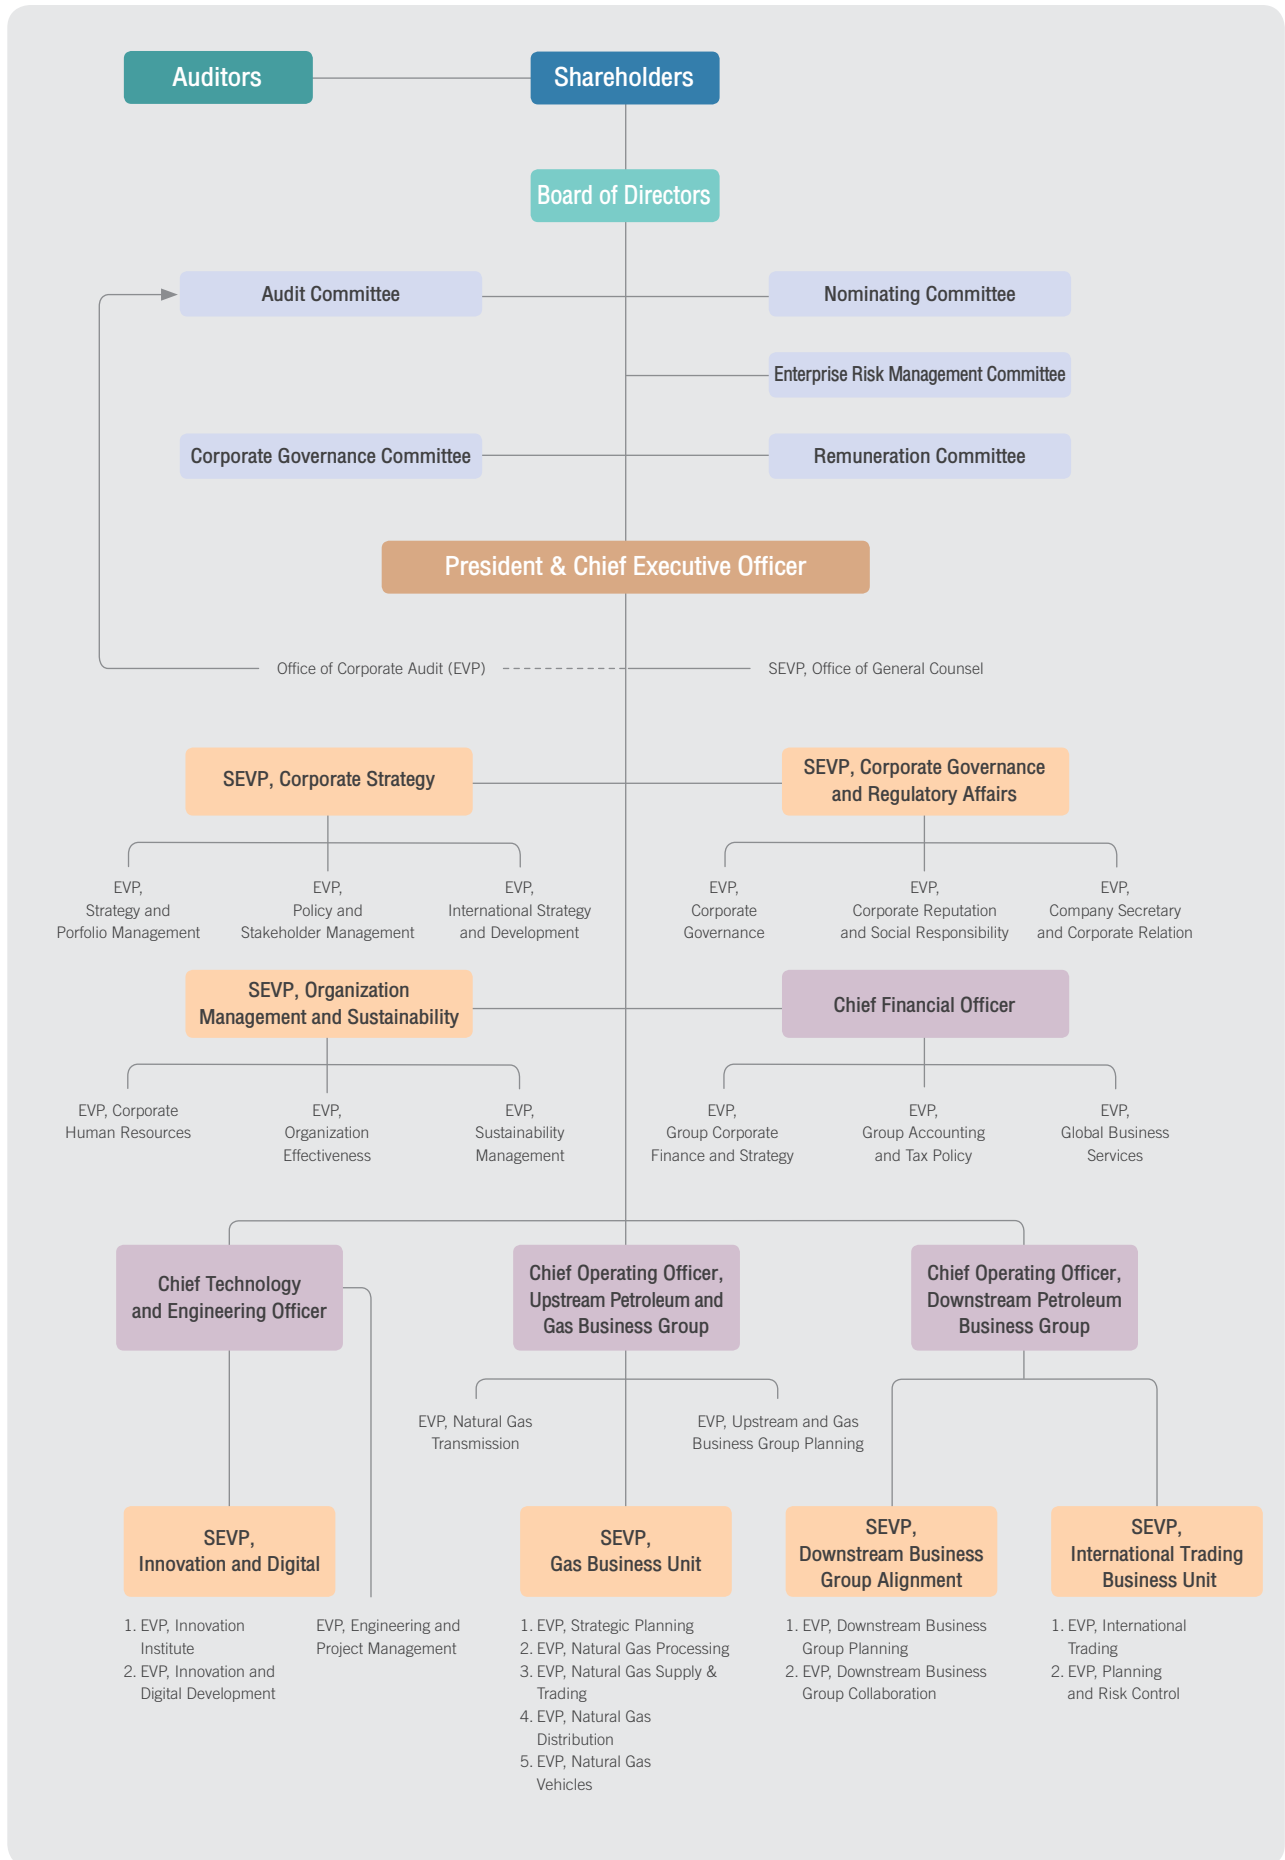 Auditors
Shareholders
Board of Directors
Audit Committee
Nominating Committee
Enterprise Risk Management Committee
Corporate Governance Committee
Remuneration Committee
President & Chief Executive Officer
Office of Corporate Audit (EVP)
SEVP, Office of General Counsel
SEVP, Corporate Strategy
SEVP, Corporate Governance
and Regulatory Affairs
EVP,
Strategy and
Porfolio Management
EVP,
Policy and
Stakeholder Management
EVP,
International Strategy
and Development
EVP,
Corporate
Governance
EVP,
Corporate Reputation
and Social Responsibility
EVP,
Company Secretary
and Corporate Relation
SEVP, Organization
Management and Sustainability
Chief Financial Officer
EVP, Corporate
Human Resources
EVP,
Organization
Effectiveness
EVP,
Sustainability
Management
EVP,
Group Corporate
Finance and Strategy
EVP,
Group Accounting
and Tax Policy
EVP,
Global Business
Services
Chief Technology
and Engineering Officer
Chief Operating Officer,
Upstream Petroleum and
Gas Business Group
Chief Operating Officer,
Downstream Petroleum
Business Group
EVP, Natural Gas
Transmission
EVP, Upstream and Gas
Business Group Planning
SEVP,
Innovation and Digital
SEVP,
Gas Business Unit
SEVP,
Downstream Business
Group Alignment
SEVP,
International Trading
Business Unit
1. EVP, Innovation
Institute
2. EVP, Innovation and
Digital Development
EVP, Engineering and
Project Management
1. EVP, Strategic Planning
2. EVP, Natural Gas Processing
3. EVP, Natural Gas Supply &
Trading
4. EVP, Natural Gas
Distribution
5. EVP, Natural Gas
Vehicles
1. EVP, Downstream Business
Group Planning
2. EVP, Downstream Business
Group Collaboration
1. EVP, International
Trading
2. EVP, Planning
and Risk Control